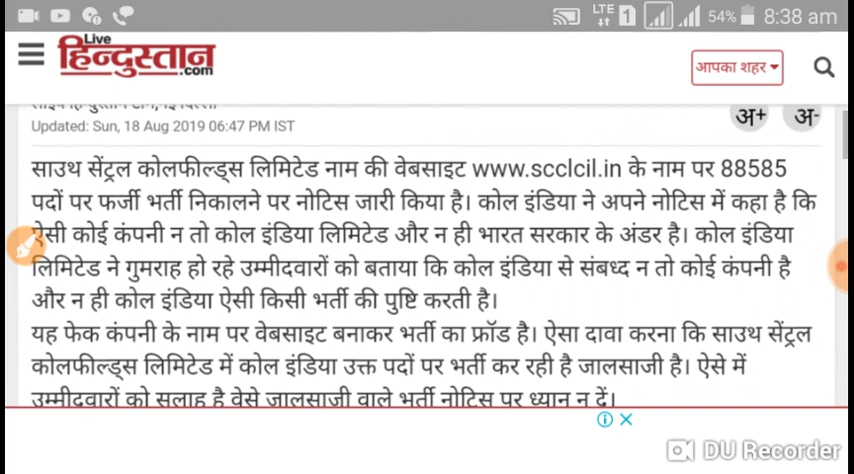 LTE 1 54% 8:38 am
Live
हिन्दुस्तान
.com
आपका शहर
Updated: Sun, 18 Aug 2019 06:47 PM IST
अ+ अ-
साउथ सेंट्रल कोलफील्ड्स लिमिटेड नाम की वेबसाइट www.scclcil.in के नाम पर 88585
पदों पर फर्जी भर्ती निकालने पर नोटिस जारी किया है। कोल इंडिया ने अपने नोटिस में कहा है कि
ऐसी कोई कंपनी न तो कोल इंडिया लिमिटेड और न ही भारत सरकार के अंडर है। कोल इंडिया
लिमिटेड ने गुमराह हो रहे उम्मीदवारों को बताया कि कोल इंडिया से संबध्द न तो कोई कंपनी है
और न ही कोल इंडिया ऐसी किसी भर्ती की पुष्टि करती है।
यह फेक कंपनी के नाम पर वेबसाइट बनाकर भर्ती का फ्रॉड है। ऐसा दावा करना कि साउथ सेंट्रल
कोलफील्ड्स लिमिटेड में कोल इंडिया उक्त पदों पर भर्ती कर रही है जालसाजी है। ऐसे में
उम्मीदवारों को सलाह है वेसे जालसाजी वाले भर्ती नोटिस पर ध्यान न दें।
DU Recorder